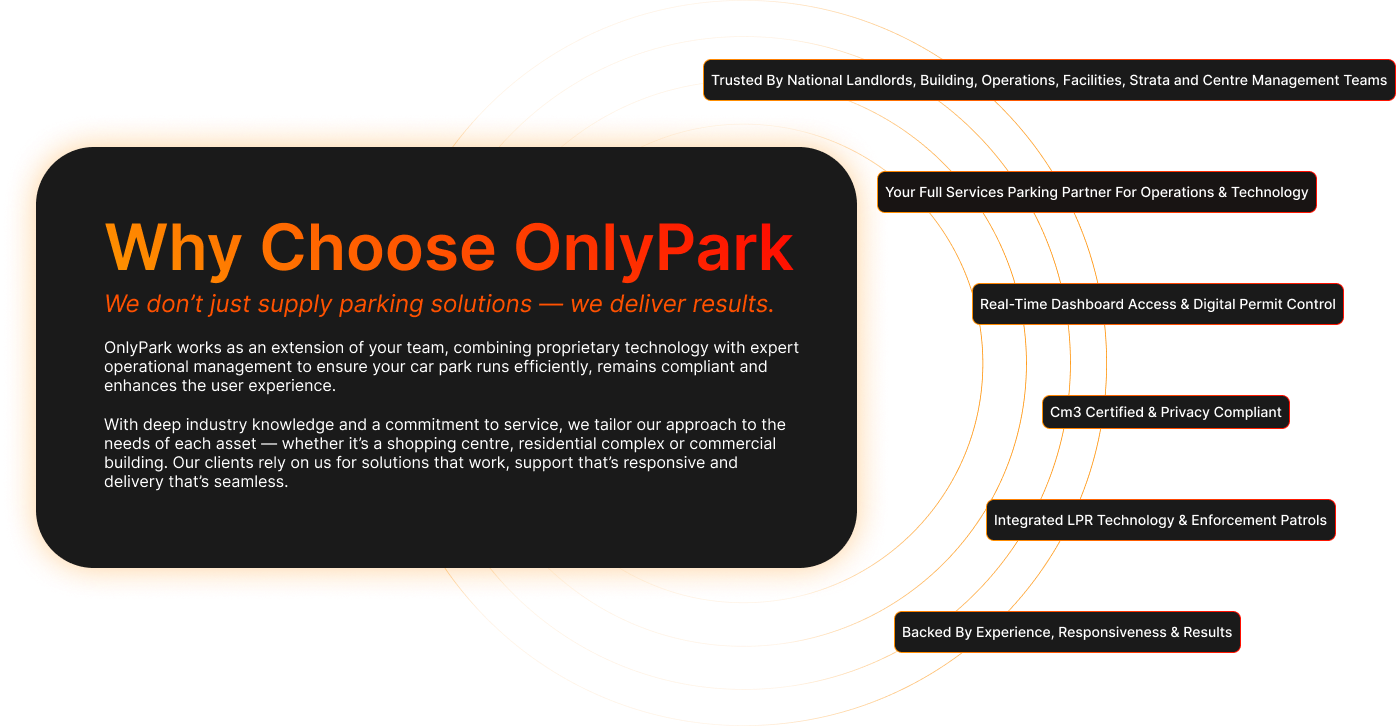 Trusted By National Landlords, Building, Operations, Facilities, Strata and Centre Management Teams
Your Full Services Parking Partner For Operations & Technology
Why Choose OnlyPark
We don’t just supply parking solutions — we deliver results.
OnlyPark works as an extension of your team, combining proprietary technology with expert
operational management to ensure your car park runs efficiently, remains compliant and
enhances the user experience.
With deep industry knowledge and a commitment to service, we tailor our approach to the
needs of each asset — whether it’s a shopping centre, residential complex or commercial
building. Our clients rely on us for solutions that work, support that’s responsive and
delivery that’s seamless.
Real-Time Dashboard Access & Digital Permit Control
Cm3 Certified & Privacy Compliant
Integrated LPR Technology & Enforcement Patrols
Backed By Experience, Responsiveness & Results